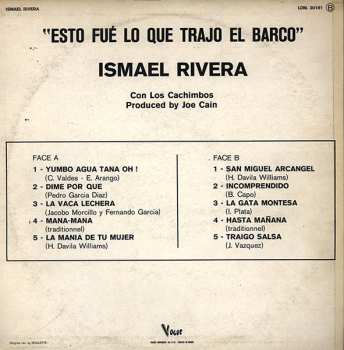 ISMAEL RIVERA
LDM. 30191 B
"ESTO FUÉ LO QUE TRAJO EL BARCO"
ISMAEL RIVERA
Con Los Cachimbos
Produced by Joe Cain
FACE A
1 - YUMBO AGUA TANA OH !
(C. Valdes - E. Arango)
2 - DIME POR QUE
(Pedro Garcia Diaz)
3 - LA VACA LECHERA
(Jacobo Morcillo y Fernando Garcia)
4 - MANA-MANA
(traditionnel)
5 - LA MANIA DE TU MUJER
(H. Davila Williams)
FACE B
1 - SAN MIGUEL ARCANGEL
(H. Davila Williams)
2 - INCOMPRENDIDO
(B. Capo)
3 - LA GATA MONTESA
(I. Plata)
4 - HASTA MAÑANA
(traditionnel)
5 - TRAIGO SALSA
(J. Vazquez)
Vogue